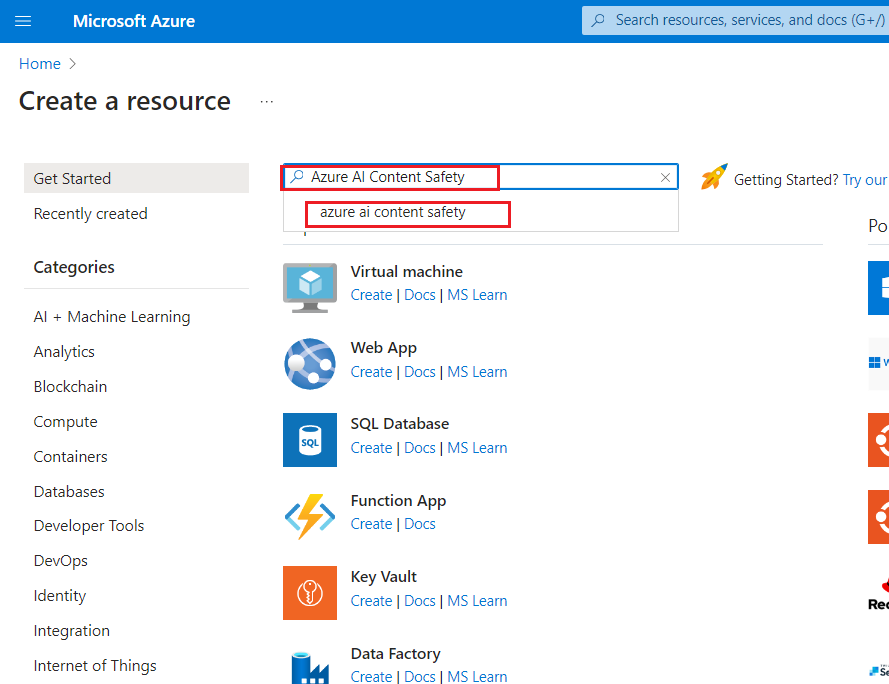 Microsoft Azure
Search resources, services, and docs (G+/)
Home
Create a resource
Get Started
Recently created
Categories
AI + Machine Learning
Analytics
Blockchain
Compute
Containers
Databases
Developer Tools
DevOps
Identity
Integration
Internet of Things
Azure AI Content Safety
azure ai content safety
Getting Started? Try our
Virtual machine
Create | Docs | MS Learn
Web App
Create | Docs | MS Learn
SQL Database
Create | Docs | MS Learn
SQL
Function App
Create | Docs
Key Vault
Create | Docs | MS Learn
Data Factory
Create | Docs | MS Learn